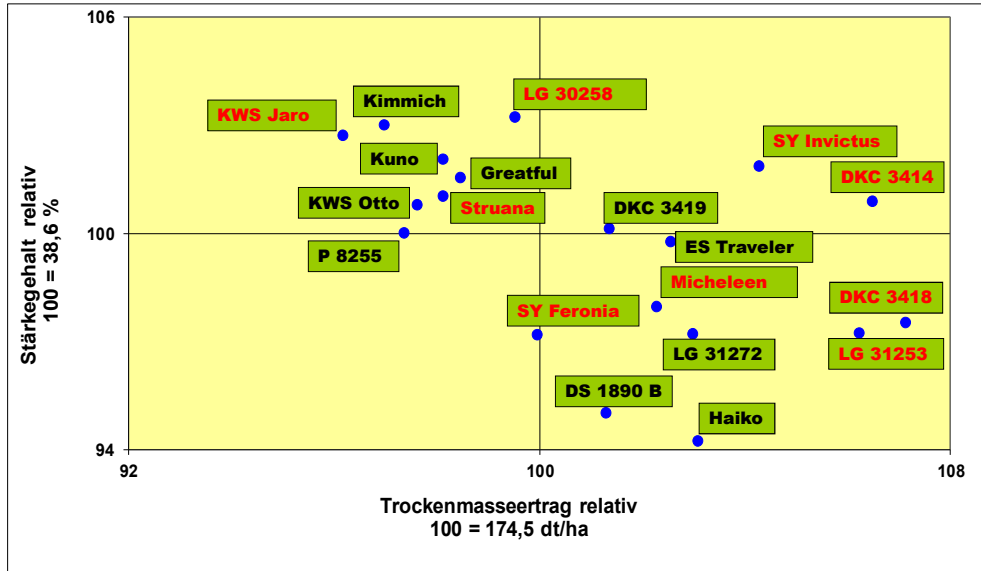 106
LG 30258
Kimmich
KWS Jaro
SY Invictus
Kuno
Greatful
DKC 3414
KWS Otto
Struana
DKC 3419
100
P 8255
ES Traveler
Micheleen
DKC 3418
SY Feronia
LG 31272
LG 31253
DS 1890 B
Haiko
94
92
100
108
Stärkegehalt relativ
100 = 38,6 %
Trockenmasseertrag relativ
100 = 174,5 dt/ha